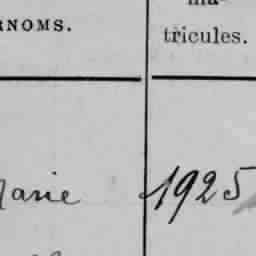 RNOMS.
ma-
tricules.
Marie 1925